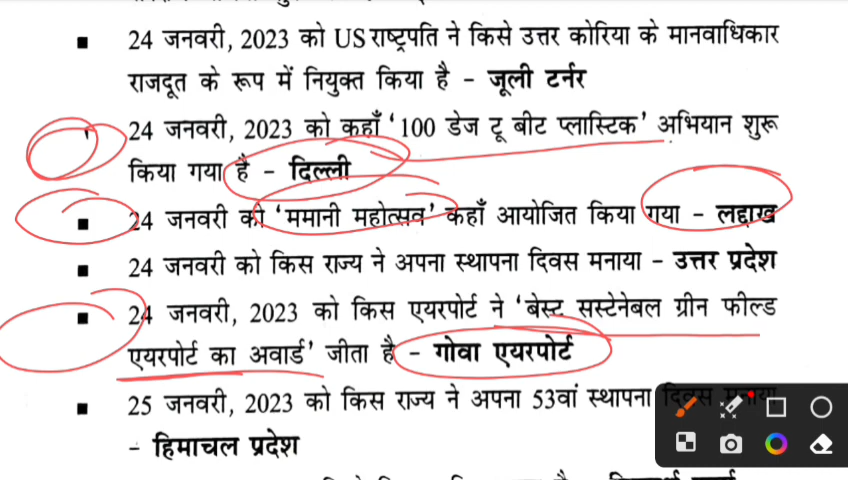 24 जनवरी, 2023 को US राष्ट्रपति ने किसे उत्तर कोरिया के मानवाधिकार
राजदूत के रूप में नियुक्त किया है – जूली टर्नर
24 जनवरी, 2023 को कहाँ ‘100 डेज टू बीट प्लास्टिक’ अभियान शुरू
किया गया है – दिल्ली
24 जनवरी को ‘ममानी महोत्सव’ कहाँ आयोजित किया गया – लद्दाख
24 जनवरी को किस राज्य ने अपना स्थापना दिवस मनाया – उत्तर प्रदेश
24 जनवरी, 2023 को किस एयरपोर्ट ने ‘बेस्ट सस्टेनेबल ग्रीन फील्ड
एयरपोर्ट का अवार्ड’ जीता है – गोवा एयरपोर्ट
25 जनवरी, 2023 को किस राज्य ने अपना 53वां स्थापना दिवस मनाया
– हिमाचल प्रदेश